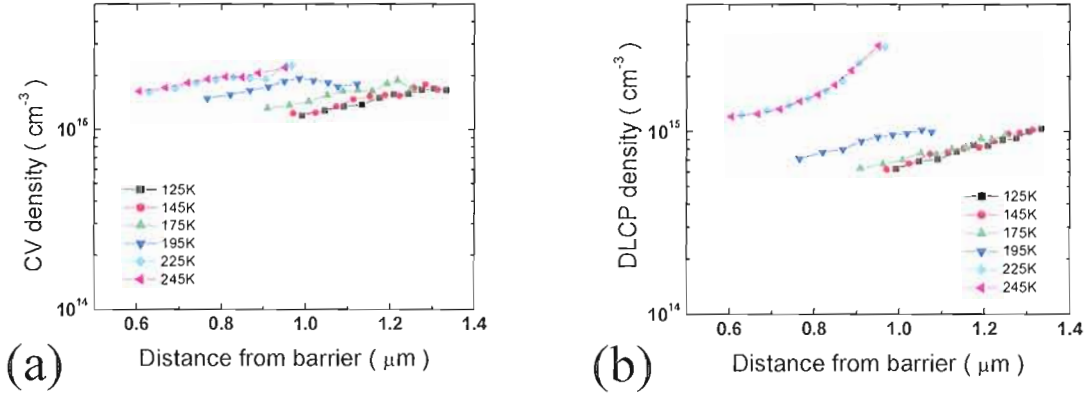 CV density ( cm⁻³ )
10¹⁶
10¹⁴
125K
145K
175K
195K
225K
245K
0.6 0.8 1.0 1.2 1.4
Distance from barrier ( μm )
(a)
DLCP density ( cm⁻³ )
10¹⁵
10¹⁴
125K
145K
175K
195K
225K
245K
0.6 0.8 1.0 1.2 1.4
Distance from barrier ( μm )
(b)